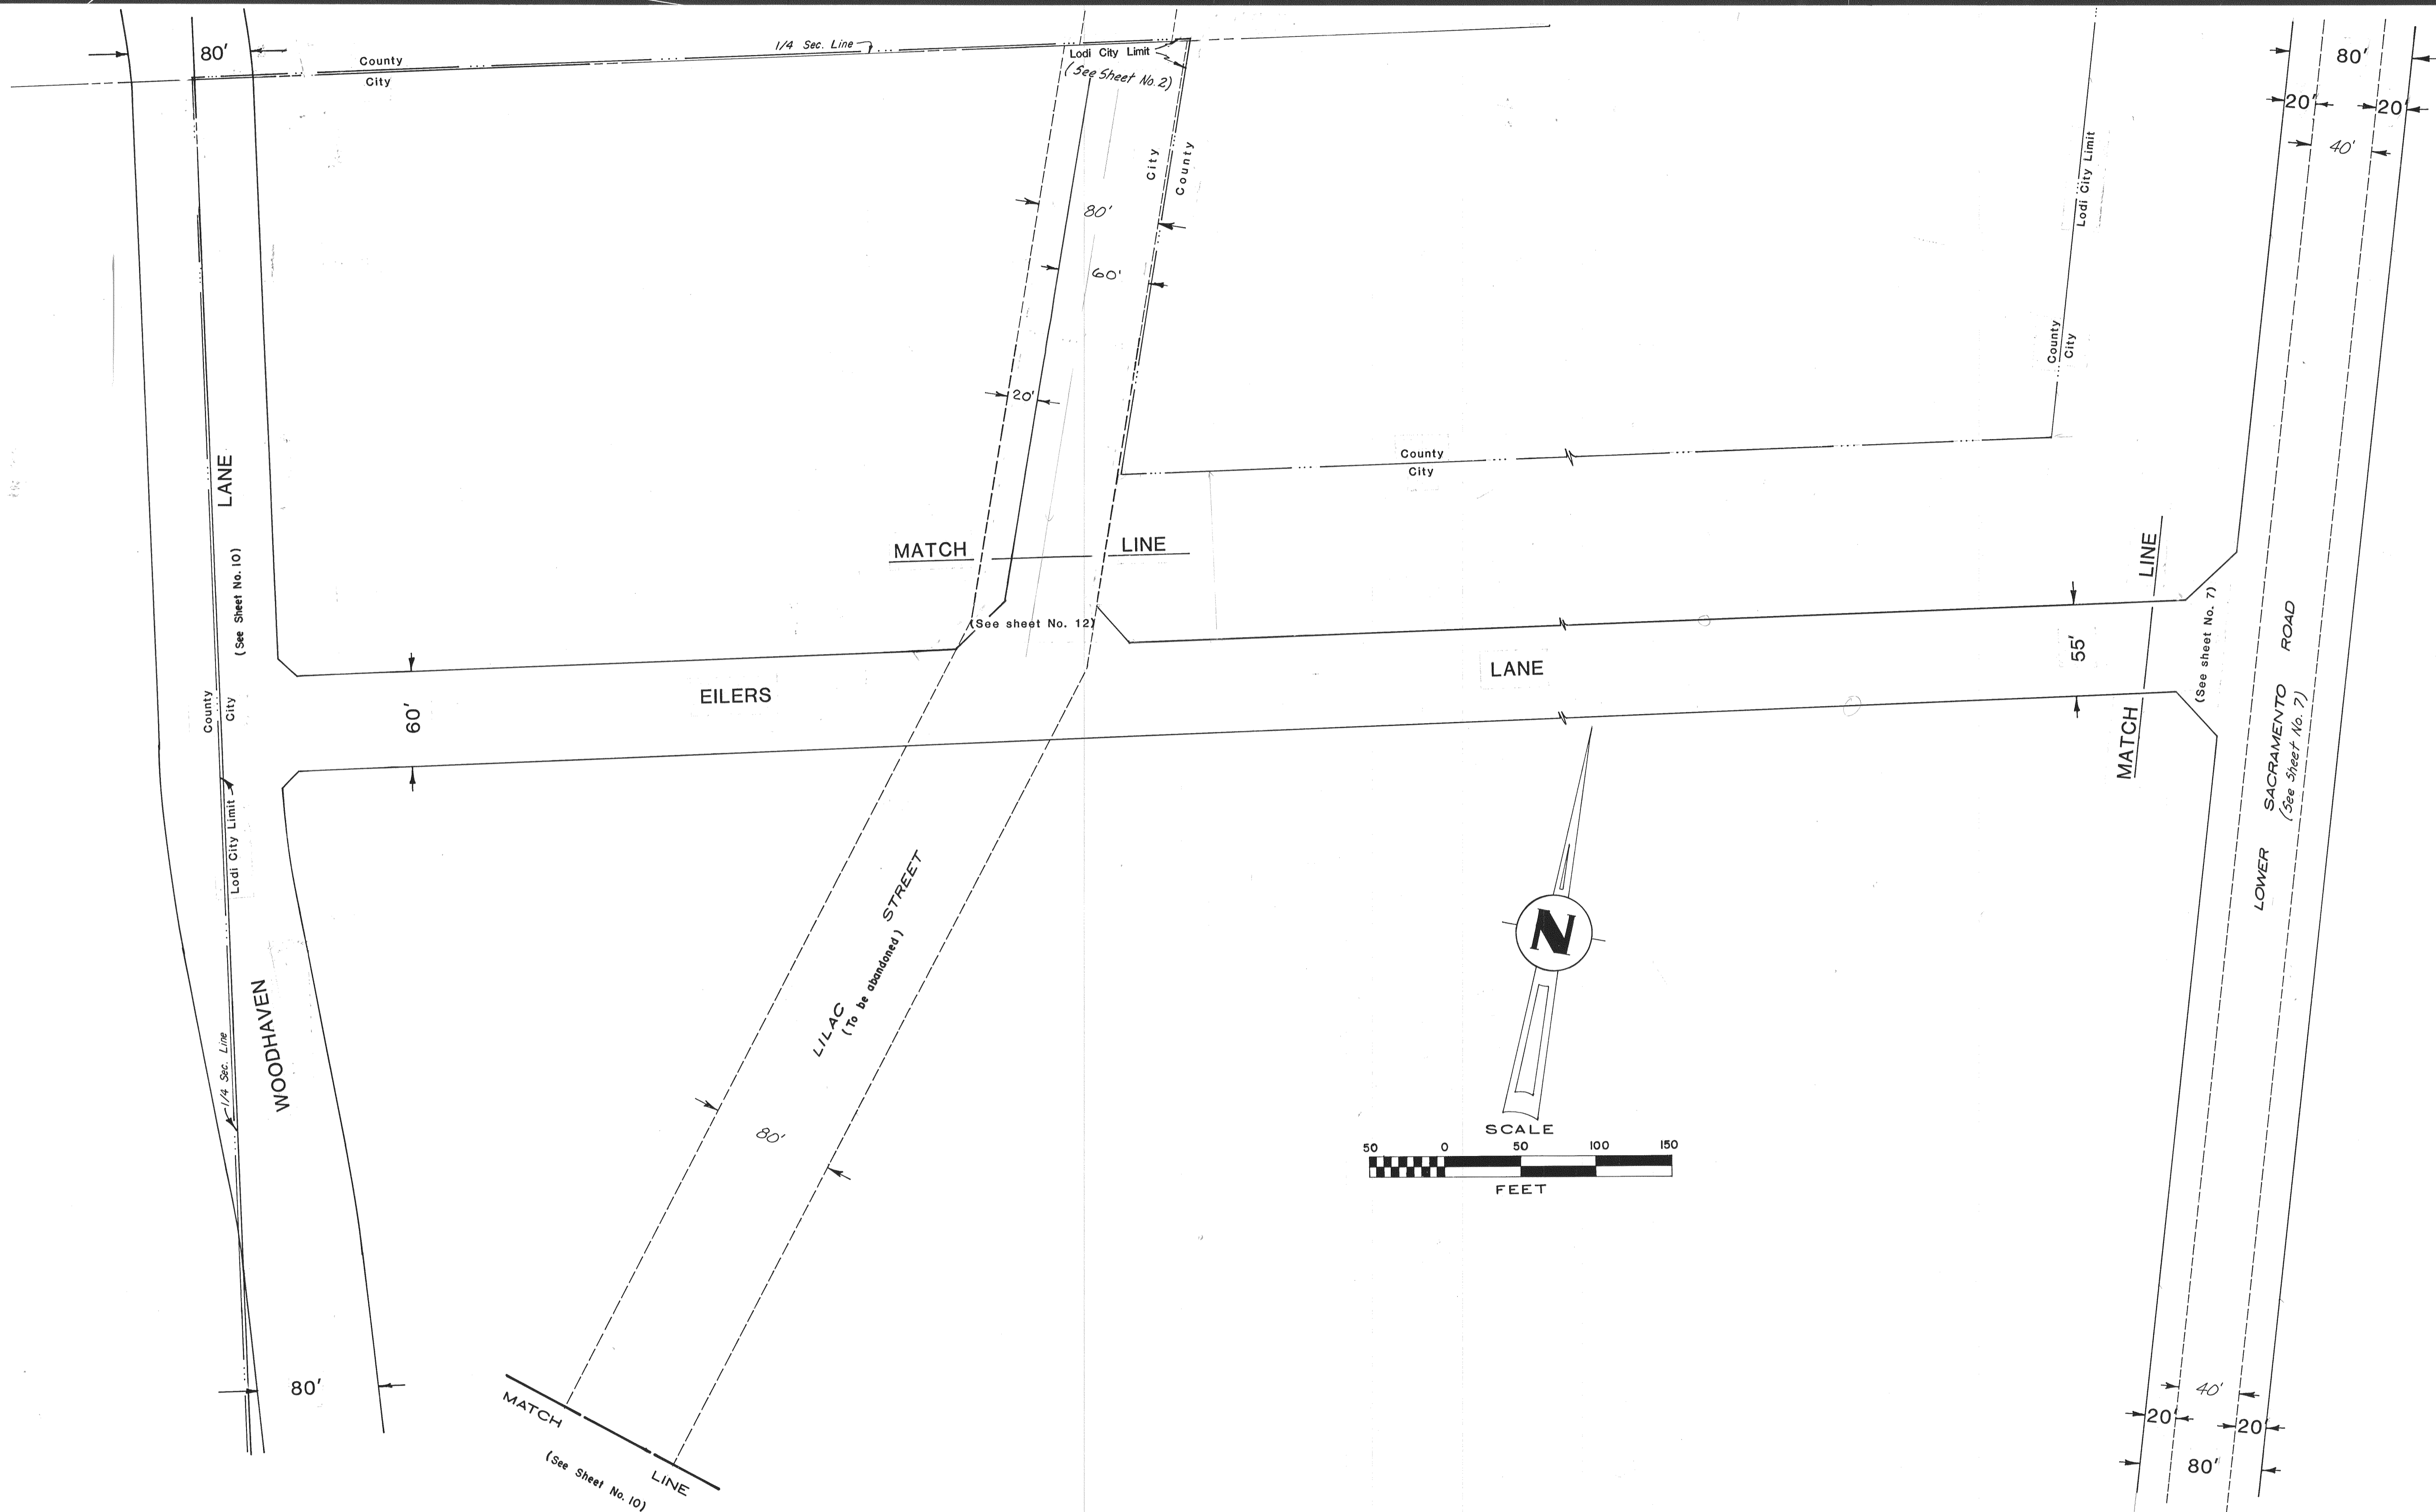 80'
1/4 Sec. Line
County
City
Lodi City Limit
(See Sheet No. 2)
80'
20'
20'
40'
City
County
Lodi City Limit
80'
60'
County
City
20'
County
City
LANE
(See Sheet No. 10)
MATCH LINE
LINE
(See sheet No. 12)
(See sheet No. 7)
55'
EILERS LANE
60'
County
City
MATCH
LOWER SACRAMENTO ROAD
(See Sheet No. 7)
Lodi City Limit
LILAC STREET
(To be abandoned)
N
WOODHAVEN
1/4 Sec. Line
80'
SCALE
50 0 50 100 150
FEET
80'
40'
20'
20'
80'
MATCH LINE
(See Sheet No. 10)